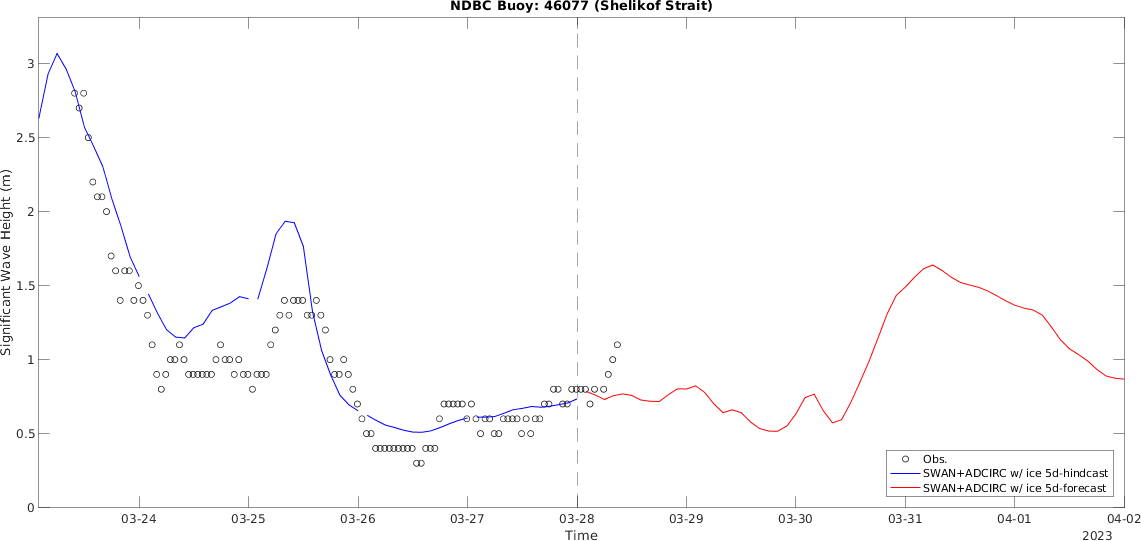 NDBC Buoy: 46077 (Shelikof Strait)
Significant Wave Height (m)
3
2.5
2
1.5
1
0.5
0
Obs.
SWAN+ADCIRC w/ ice 5d-hindcast
SWAN+ADCIRC w/ ice 5d-forecast
03-24 03-25 03-26 03-27 03-28 03-29 03-30 03-31 04-01 04-02
Time
2023